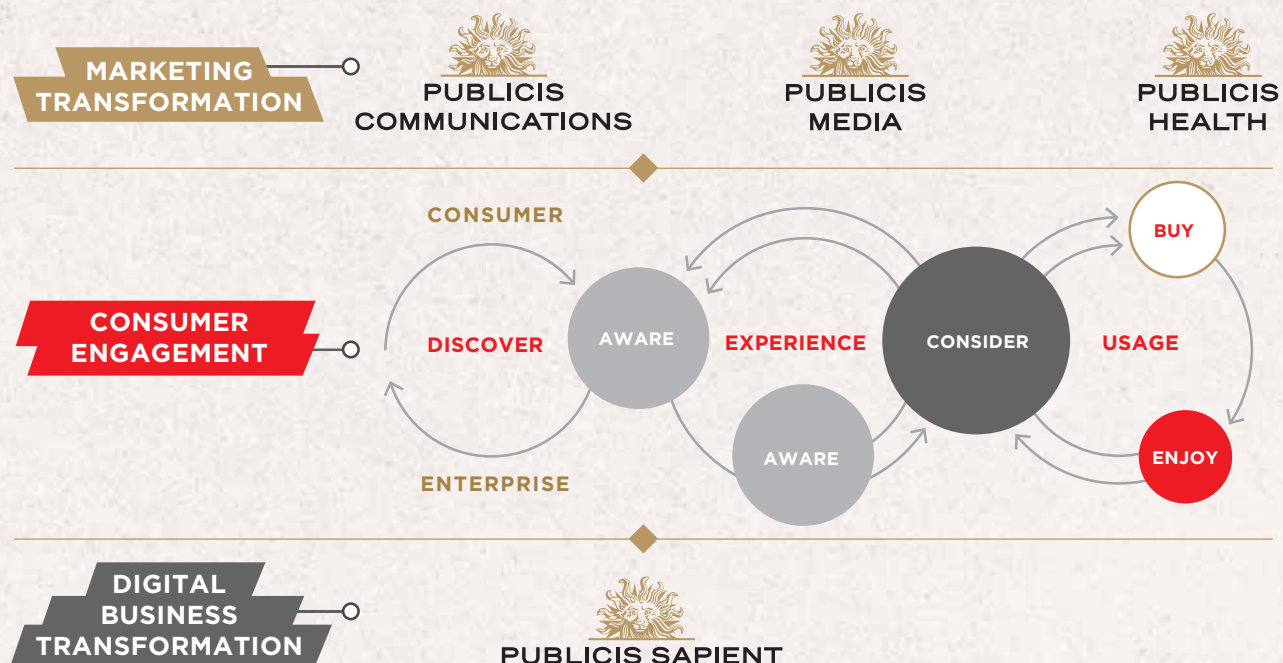 MARKETING
TRANSFORMATION
PUBLICIS
COMMUNICATIONS
PUBLICIS
MEDIA
PUBLICIS
HEALTH
CONSUMER
BUY
CONSUMER
ENGAGEMENT
DISCOVER
AWARE
EXPERIENCE
CONSIDER
USAGE
AWARE
ENJOY
ENTERPRISE
DIGITAL
BUSINESS
TRANSFORMATION
PUBLICIS SAPIENT